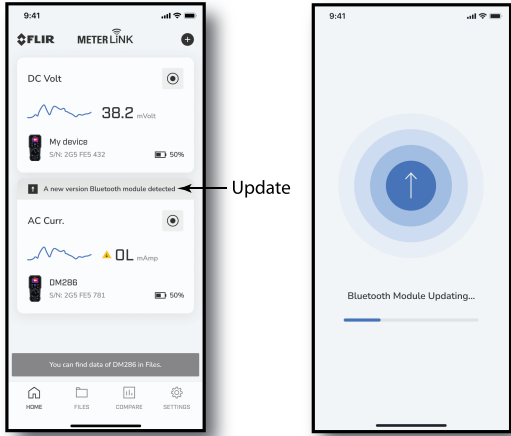 9:41
FLIR METERLiNK
DC Volt
38.2 mVolt
My device
S/N: 2G5 FE5 432
50%
A new version Bluetooth module detected
Update
AC Curr.
OL mAmp
DM286
S/N: 2G5 FE5 781
50%
You can find data of DM286 in Files.
HOME FILES COMPARE SETTINGS
9:41
Bluetooth Module Updating...